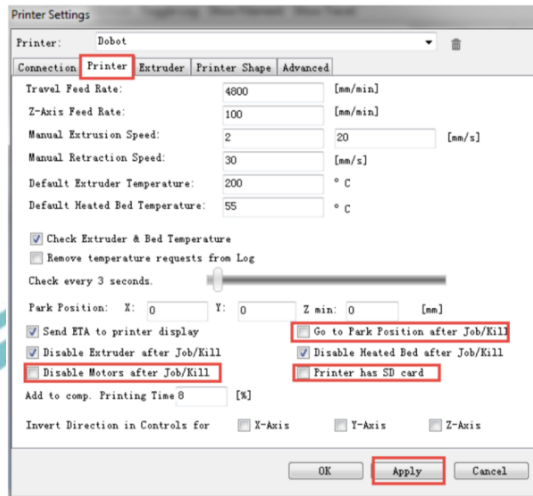 Printer Settings
Printer: Dobot
Connection Printer Extruder Printer Shape Advanced
Travel Feed Rate: 4800 [mm/min]
Z-Axis Feed Rate: 100 [mm/min]
Manual Extrusion Speed: 2 20 [mm/s]
Manual Retraction Speed: 30 [mm/s]
Default Extruder Temperature: 200 ° C
Default Heated Bed Temperature: 55 ° C
Check Extruder & Bed Temperature
Remove temperature requests from Log
Check every 3 seconds.
Park Position: X: 0 Y: 0 Z min: 0 [mm]
Send ETA to printer display Go to Park Position after Job/Kill
Disable Extruder after Job/Kill Disable Heated Bed after Job/Kill
Disable Motors after Job/Kill Printer has SD card
Add to comp. Printing Time 8 [%]
Invert Direction in Controls for X-Axis Y-Axis Z-Axis
OK Apply Cancel